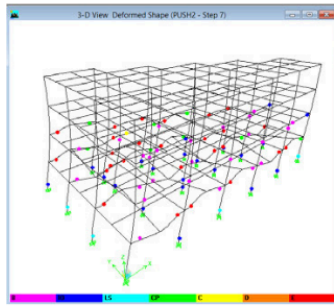 3-D View Deformed Shape (PUSH2 - Step 7)
Z
B IO LS CP C D E